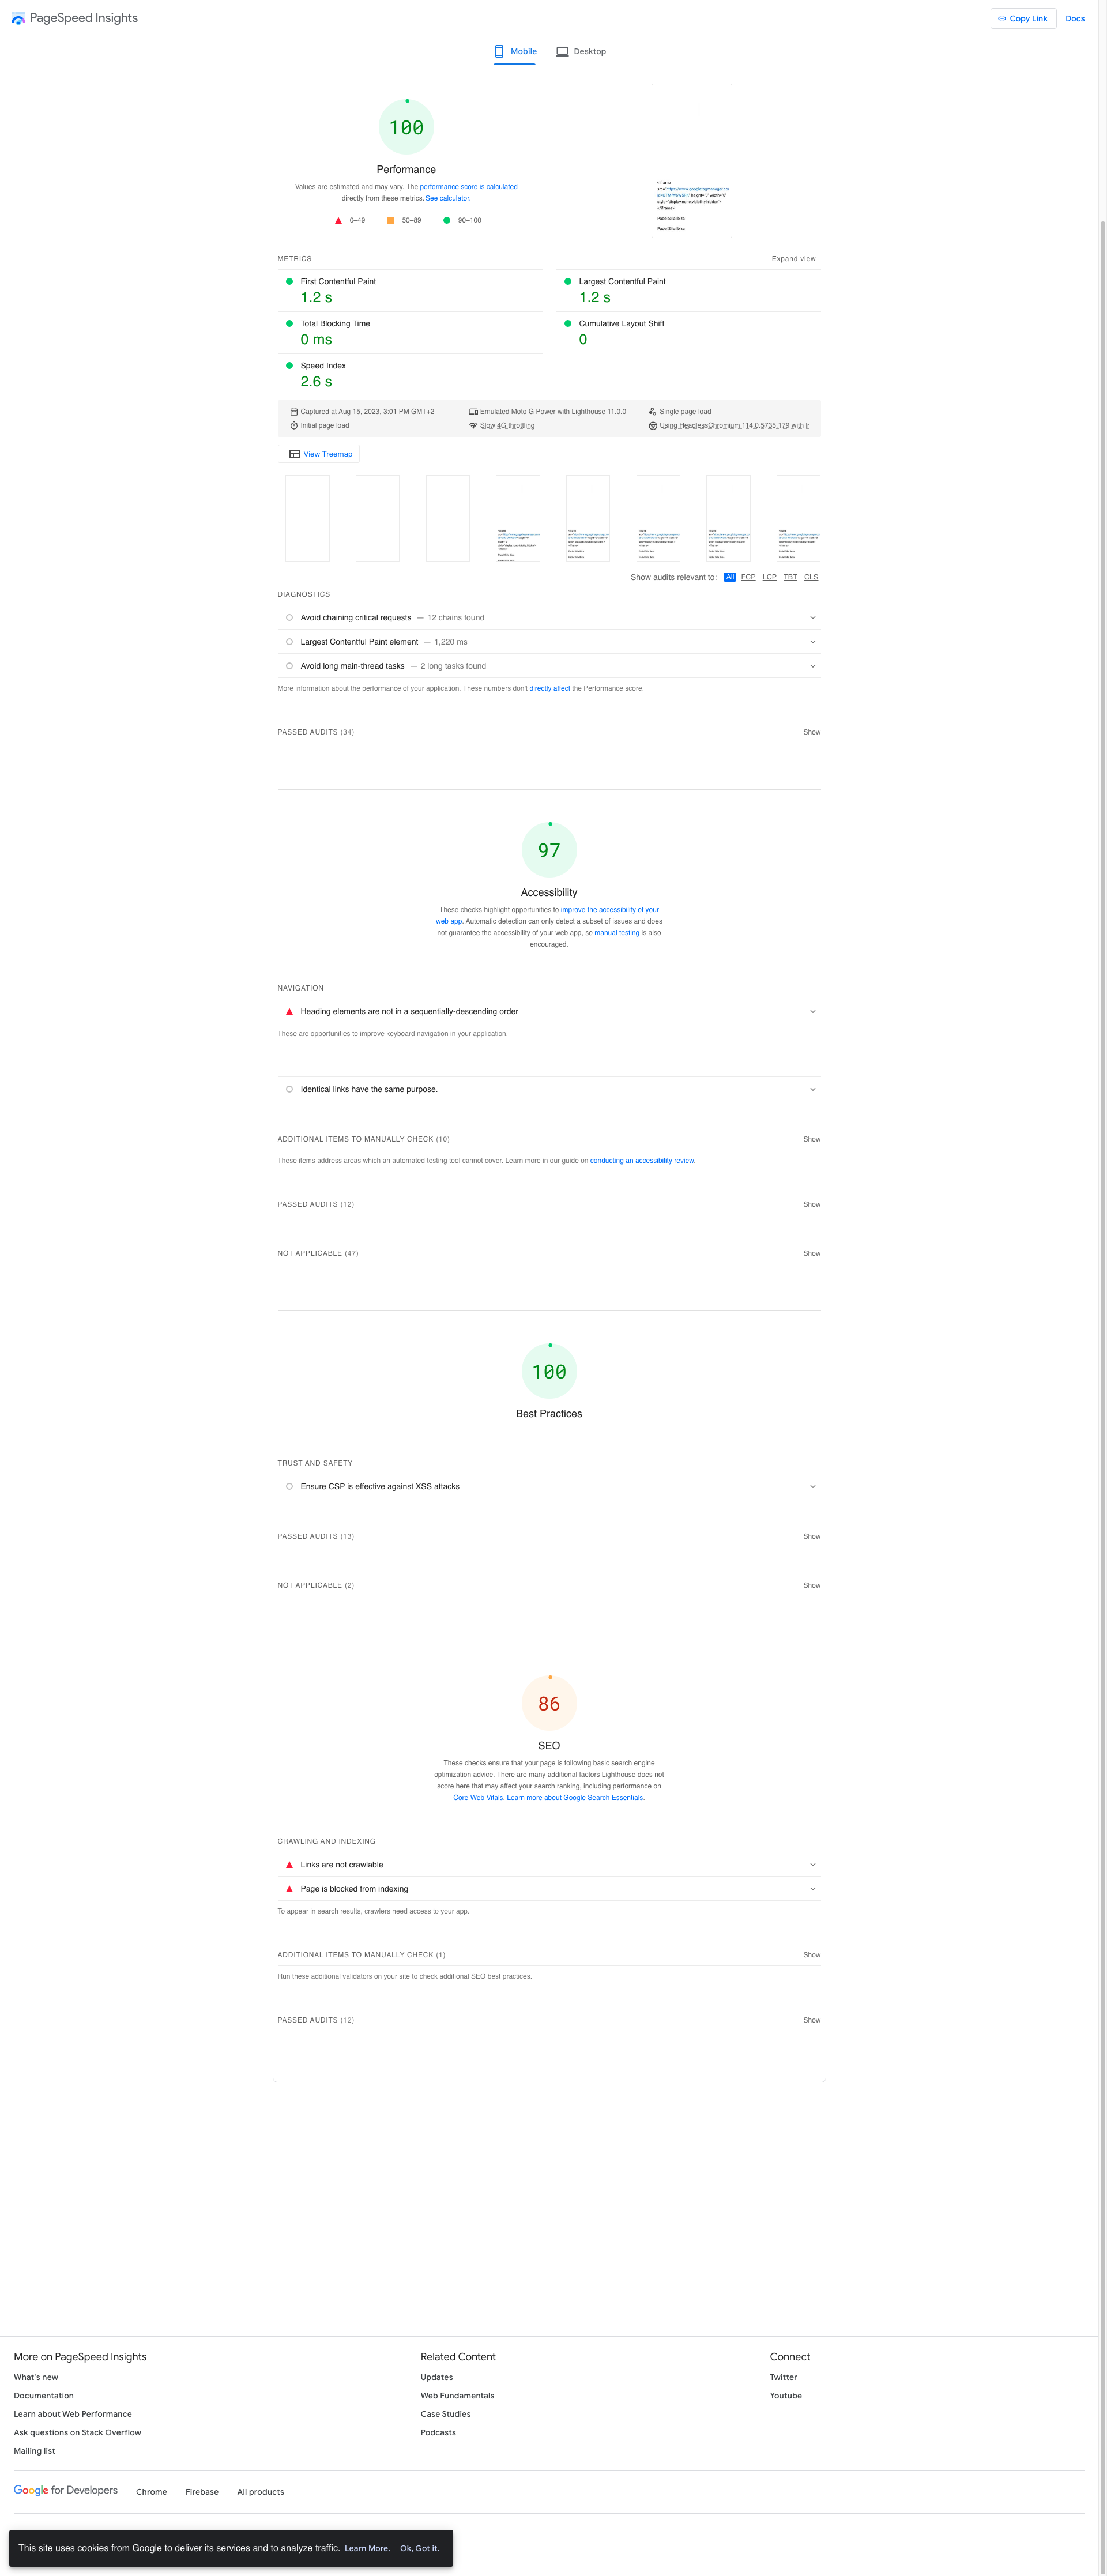 PageSpeed Insights
Copy Link
Docs
Mobile
Desktop
100
Performance
Values are estimated and may vary. The performance score is calculated
directly from these metrics. See calculator.
0–49
50–89
90–100
Padel Silla Ibiza
Padel Silla Ibiza
METRICS
Expand view
First Contentful Paint
1.2 s
Largest Contentful Paint
1.2 s
Total Blocking Time
0 ms
Cumulative Layout Shift
0
Speed Index
2.6 s
Captured at Aug 15, 2023, 3:01 PM GMT+2
Emulated Moto G Power with Lighthouse 11.0.0
Single page load
Initial page load
Slow 4G throttling
Using HeadlessChromium 114.0.5735.179 with lr
View Treemap
Show audits relevant to: All FCP LCP TBT CLS
DIAGNOSTICS
Avoid chaining critical requests — 12 chains found
Largest Contentful Paint element — 1,220 ms
Avoid long main-thread tasks — 2 long tasks found
More information about the performance of your application. These numbers don't directly affect the Performance score.
PASSED AUDITS (34)
Show
97
Accessibility
These checks highlight opportunities to improve the accessibility of your
web app. Automatic detection can only detect a subset of issues and does
not guarantee the accessibility of your web app, so manual testing is also
encouraged.
NAVIGATION
Heading elements are not in a sequentially-descending order
These are opportunities to improve keyboard navigation in your application.
Identical links have the same purpose.
ADDITIONAL ITEMS TO MANUALLY CHECK (10)
Show
These items address areas which an automated testing tool cannot cover. Learn more in our guide on conducting an accessibility review.
PASSED AUDITS (12)
Show
NOT APPLICABLE (47)
Show
100
Best Practices
TRUST AND SAFETY
Ensure CSP is effective against XSS attacks
PASSED AUDITS (13)
Show
NOT APPLICABLE (2)
Show
86
SEO
These checks ensure that your page is following basic search engine
optimization advice. There are many additional factors Lighthouse does not
score here that may affect your search ranking, including performance on
Core Web Vitals. Learn more about Google Search Essentials.
CRAWLING AND INDEXING
Links are not crawlable
Page is blocked from indexing
To appear in search results, crawlers need access to your app.
ADDITIONAL ITEMS TO MANUALLY CHECK (1)
Show
Run these additional validators on your site to check additional SEO best practices.
PASSED AUDITS (12)
Show
More on PageSpeed Insights
What's new
Documentation
Learn about Web Performance
Ask questions on Stack Overflow
Mailing list
Related Content
Updates
Web Fundamentals
Case Studies
Podcasts
Connect
Twitter
Youtube
Google for Developers
Chrome
Firebase
All products
This site uses cookies from Google to deliver its services and to analyze traffic. Learn More. Ok, Got it.